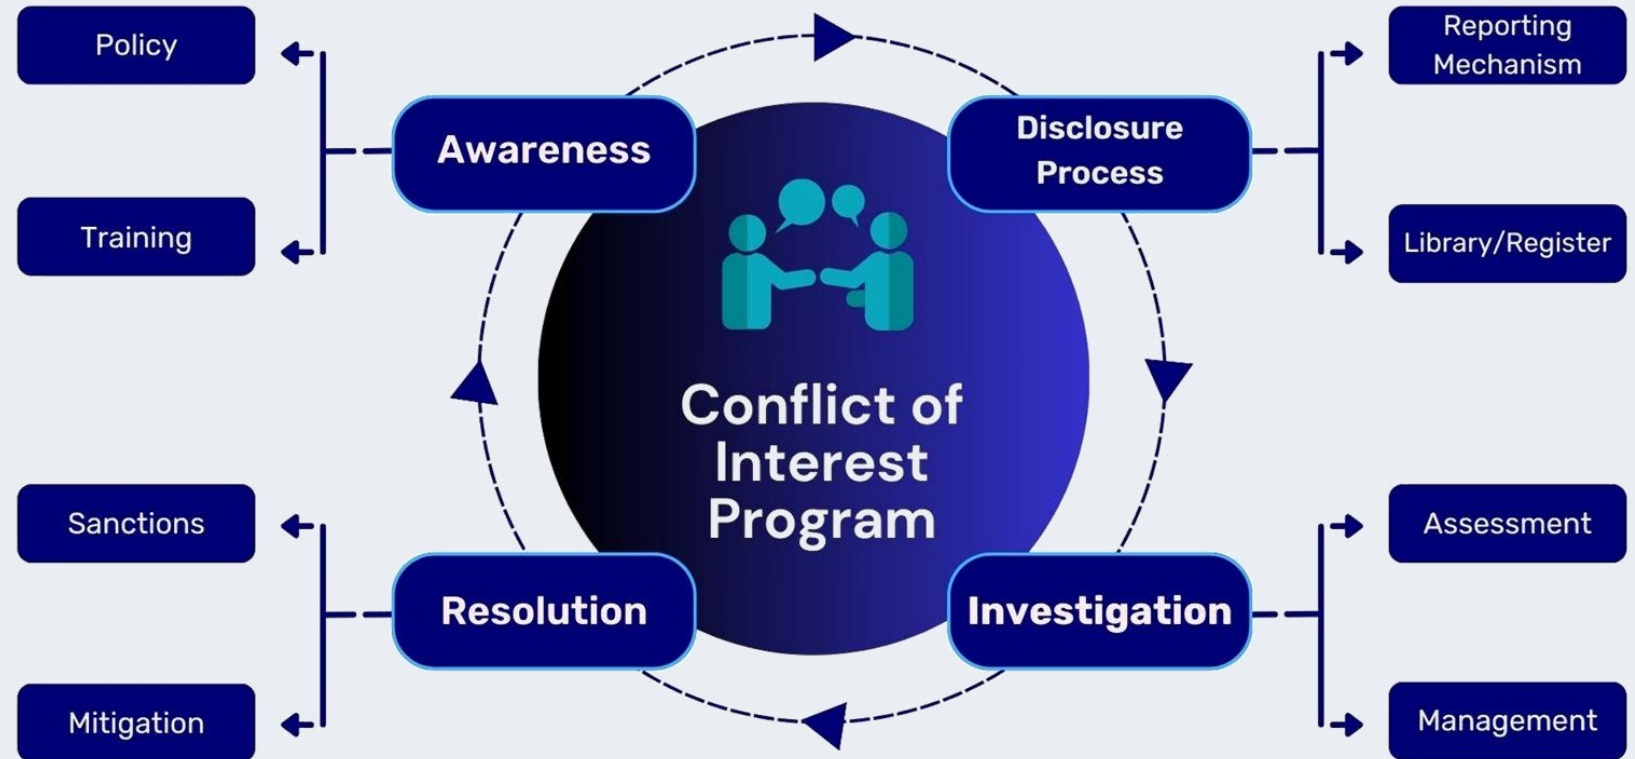 Policy
Training
Awareness
Disclosure
Process
Reporting
Mechanism
Library/Register
Conflict of
Interest
Program
Sanctions
Mitigation
Resolution
Investigation
Assessment
Management